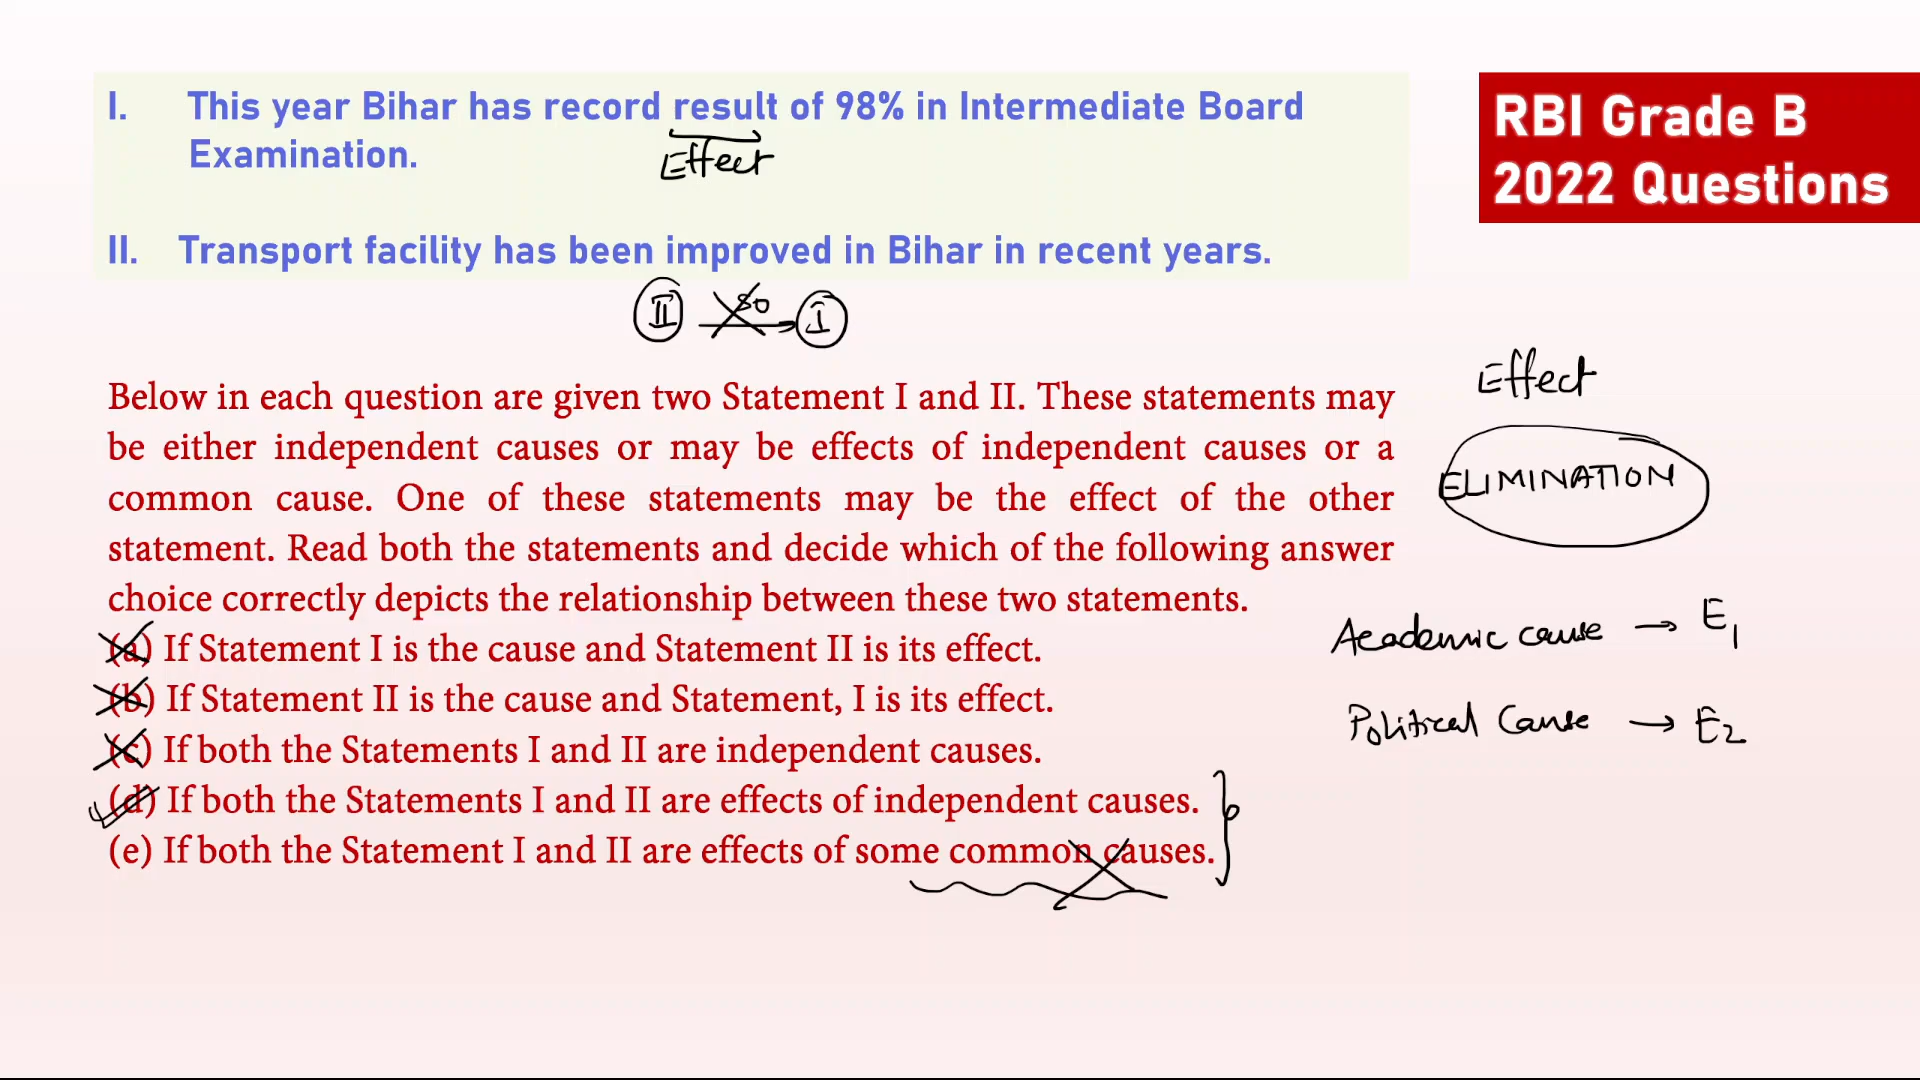 I. This year Bihar has record result of 98% in Intermediate Board
Examination.
Effect
II. Transport facility has been improved in Bihar in recent years.
II so I
RBI Grade B
2022 Questions
Below in each question are given two Statement I and II. These statements may
be either independent causes or may be effects of independent causes or a
common cause. One of these statements may be the effect of the other
statement. Read both the statements and decide which of the following answer
choice correctly depicts the relationship between these two statements.
(a) If Statement I is the cause and Statement II is its effect.
(b) If Statement II is the cause and Statement, I is its effect.
(c) If both the Statements I and II are independent causes.
(d) If both the Statements I and II are effects of independent causes.
(e) If both the Statement I and II are effects of some common causes.
Effect
ELIMINATION
Academic cause → E1
Political Cause → E2